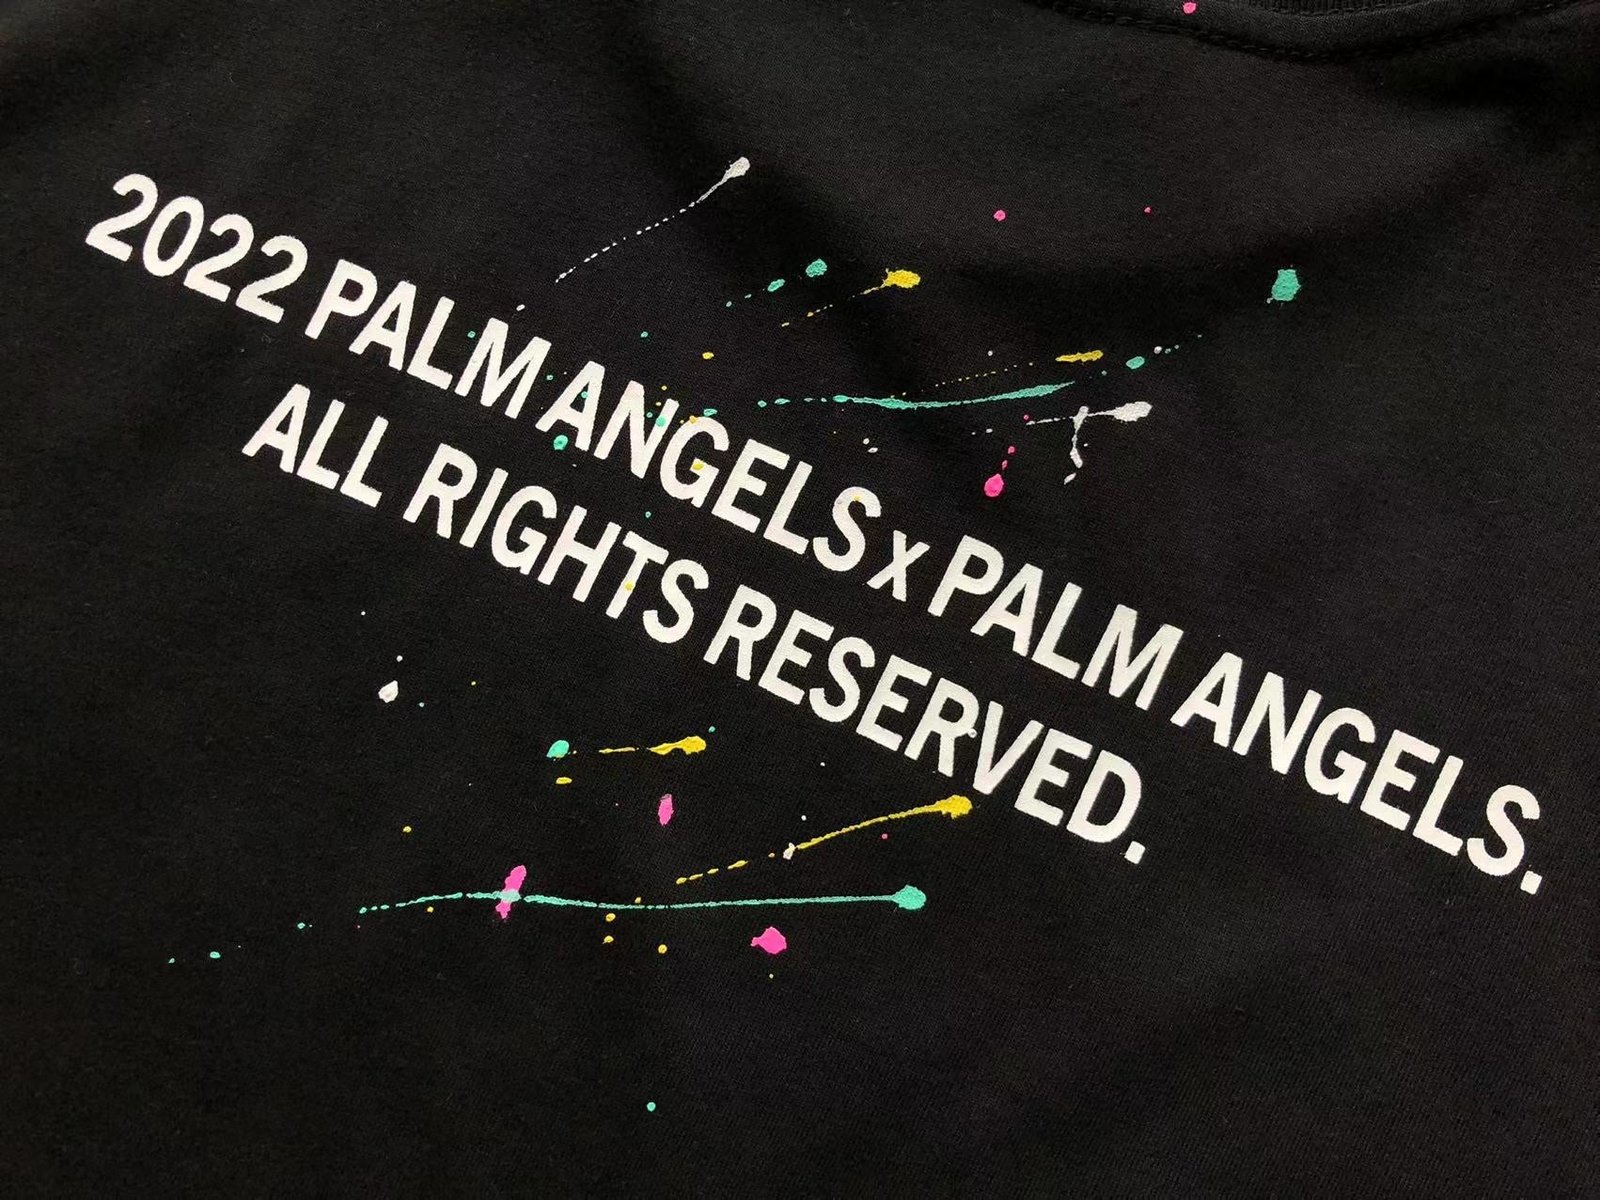 2022 PALM ANGELS x PALM ANGELS.
ALL RIGHTS RESERVED.